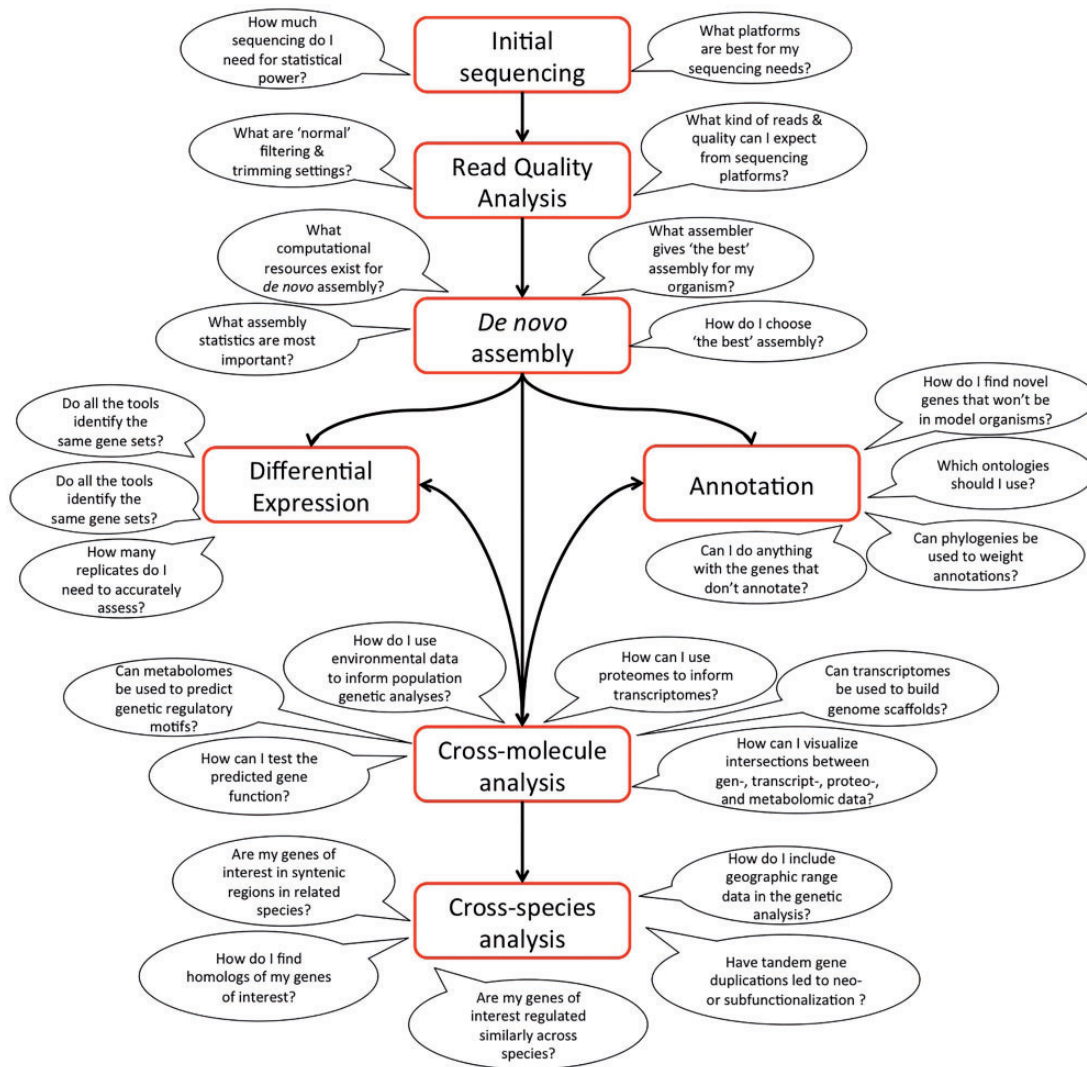 How much
sequencing do I
need for statistical
power?
Initial
sequencing
What platforms
are best for my
sequencing needs?
What are ‘normal’
filtering &
trimming settings?
Read Quality
Analysis
What kind of reads &
quality can I expect
from sequencing
platforms?
What
computational
resources exist for
de novo assembly?
What assembler
gives ‘the best’
assembly for my
organism?
What assembly
statistics are most
important?
De novo
assembly
How do I choose
‘the best’ assembly?
Do all the tools
identify the
same gene sets?
Do all the tools
identify the
same gene sets?
How many
replicates do I
need to accurately
assess?
Differential
Expression
Annotation
How do I find novel
genes that won’t be
in model organisms?
Which ontologies
should I use?
Can I do anything
with the genes that
don’t annotate?
Can phylogenies be
used to weight
annotations?
How do I use
environmental data
to inform population
genetic analyses?
How can I use
proteomes to inform
transcriptomes?
Can metabolomes
be used to predict
genetic regulatory
motifs?
Can transcriptomes
be used to build
genome scaffolds?
How can I test the
predicted gene
function?
Cross-molecule
analysis
How can I visualize
intersections between
gen-, transcript-, proteo-,
and metabolomic data?
Are my genes of
interest in syntenic
regions in related
species?
Cross-species
analysis
How do I include
geographic range
data in the genetic
analysis?
How do I find
homologs of my genes
of interest?
Are my genes of
interest regulated
similarly across
species?
Have tandem gene
duplications led to neo-
or subfunctionalization ?